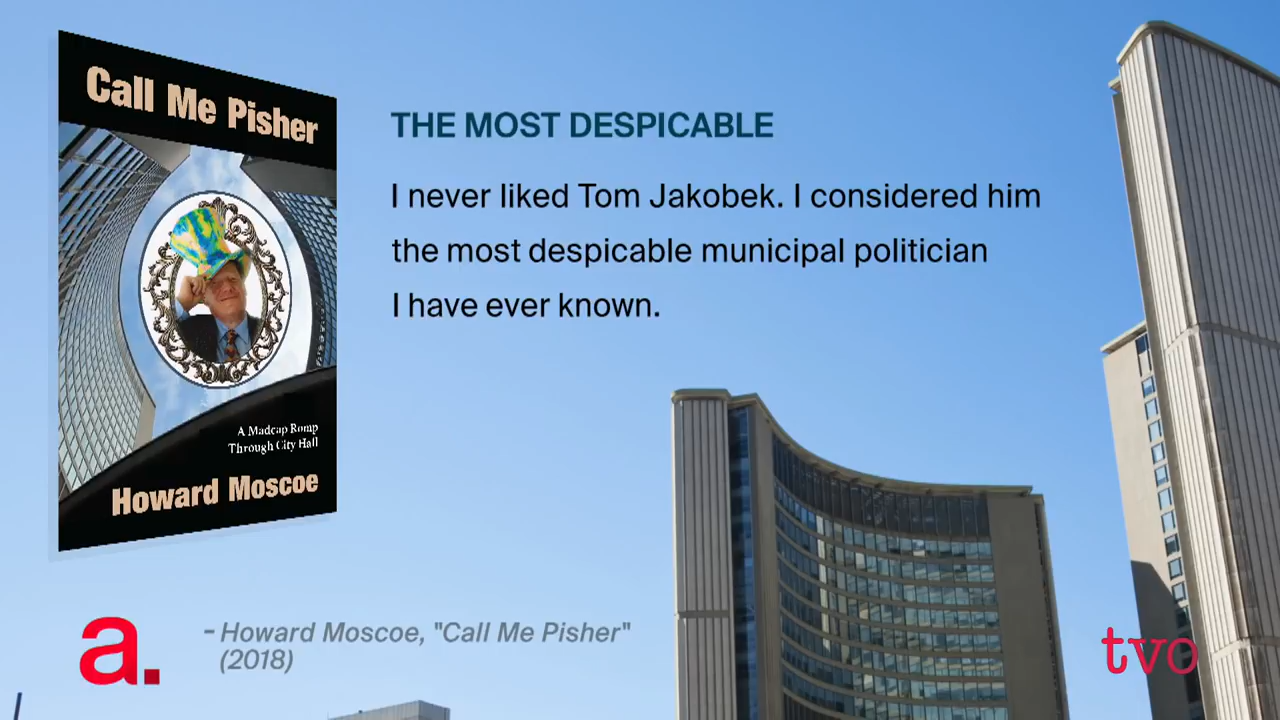 Call Me Pisher
A Madcap Romp
Through City Hall
Howard Moscoe
THE MOST DESPICABLE
I never liked Tom Jakobek. I considered him
the most despicable municipal politician
I have ever known.
a.
- Howard Moscoe, "Call Me Pisher"
(2018)
tvo